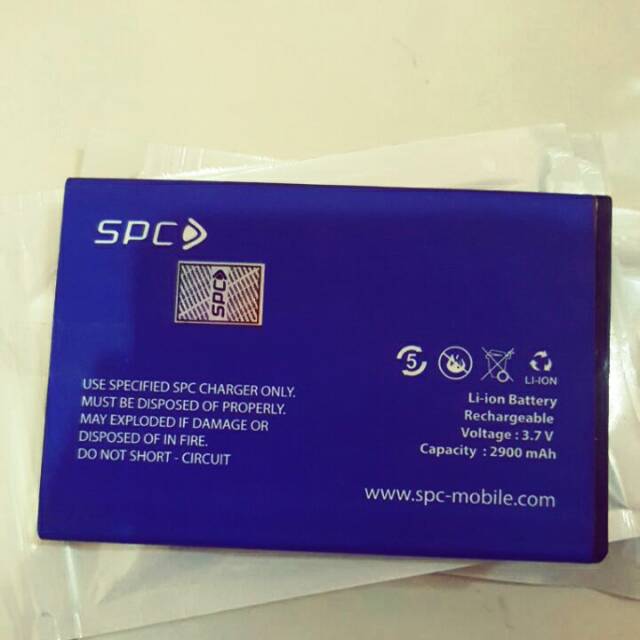 SPC
SPC
5
LI-ION
USE SPECIFIED SPC CHARGER ONLY.
MUST BE DISPOSED OF PROPERLY.
MAY EXPLODED IF DAMAGE OR
DISPOSED OF IN FIRE.
DO NOT SHORT - CIRCUIT
Li-ion Battery
Rechargeable
Voltage : 3.7 V
Capacity : 2900 mAh
www.spc-mobile.com